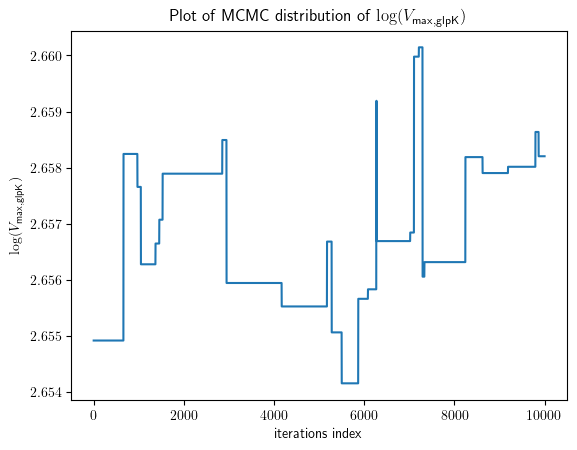 Plot of MCMC distribution of log(V_max,glpK)
2.660
2.659
2.658
2.657
2.656
2.655
2.654
log(V_max,glpK)
0 2000 4000 6000 8000 10000
iterations index